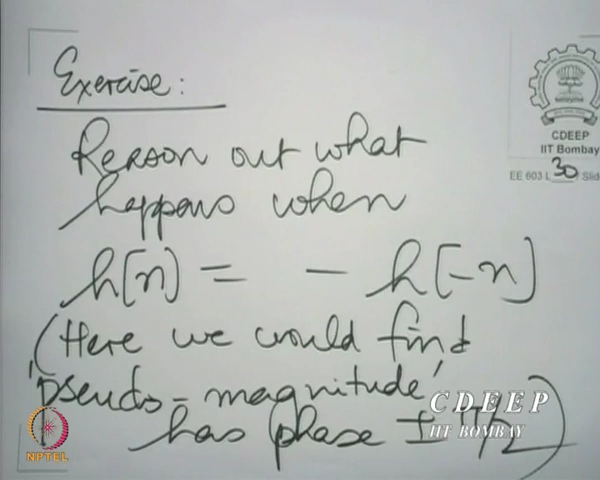 Exercise:
CDEEP
IIT Bombay
EE 603 L 30 Slid
Reason out what
happens when
h[n] = - h[-n]
(Here we would find
'Pseudo-magnitude'
has phase ± π/2)
CDEEP
IIT BOMBAY
NPTEL